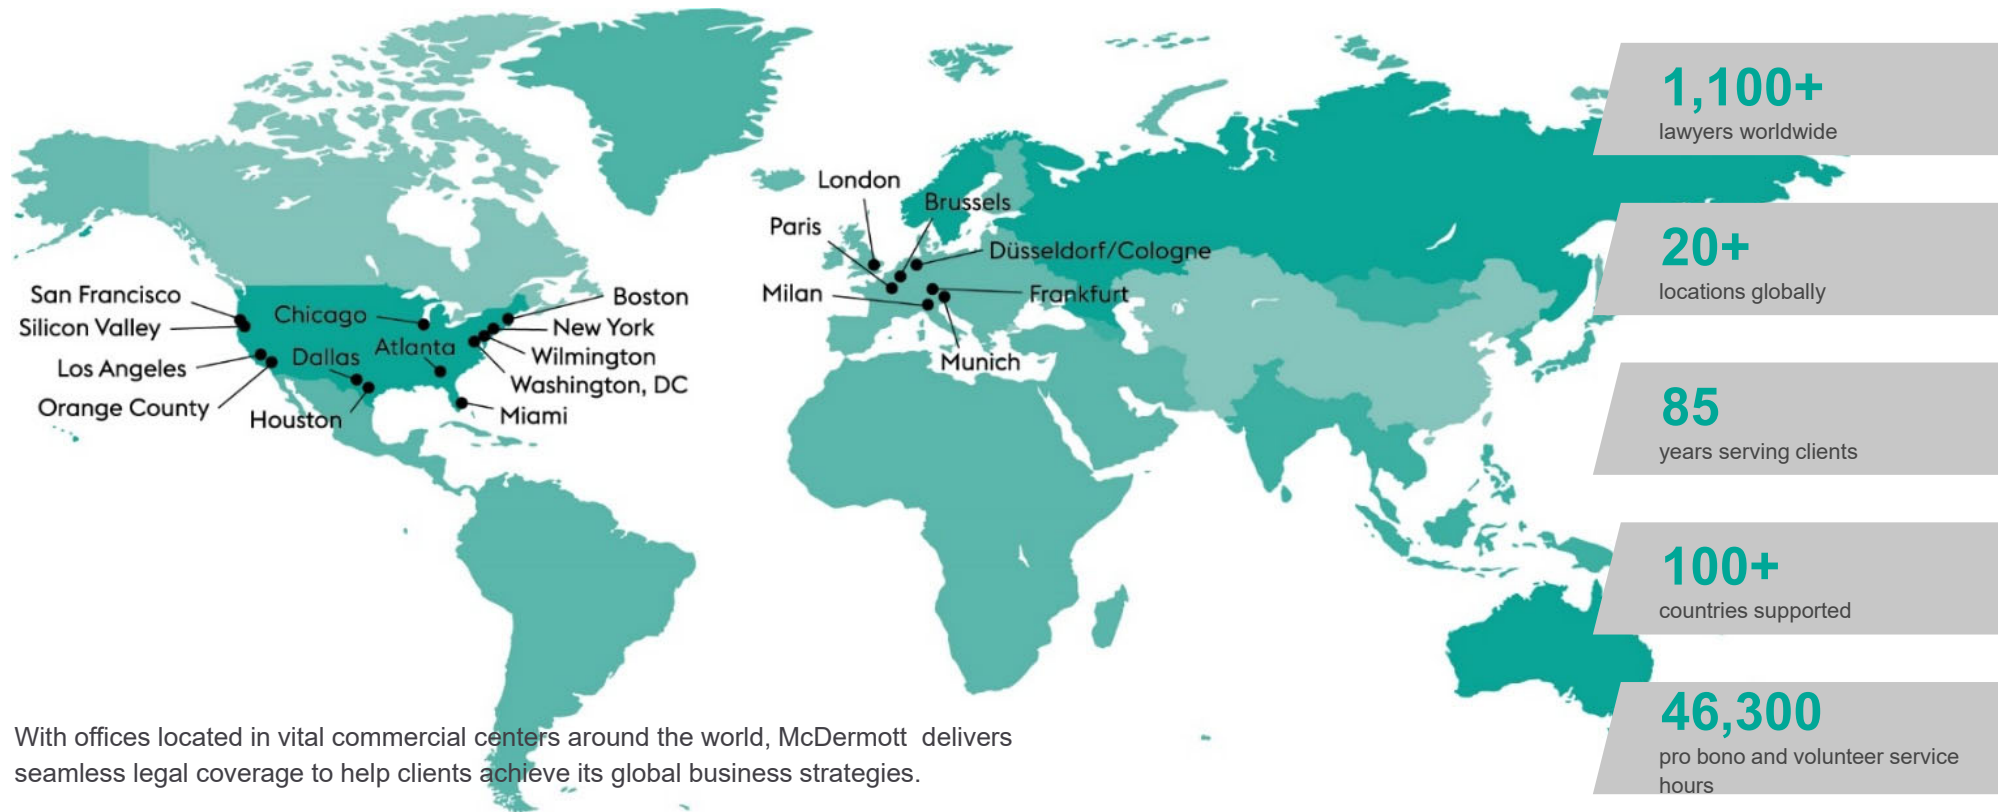 San Francisco
Silicon Valley
Los Angeles
Orange County
Chicago
Dallas
Atlanta
Houston
Boston
New York
Wilmington
Washington, DC
Miami
London
Brussels
Paris
Düsseldorf/Cologne
Milan
Frankfurt
Munich
1,100+
lawyers worldwide
20+
locations globally
85
years serving clients
100+
countries supported
46,300
pro bono and volunteer service
hours
With offices located in vital commercial centers around the world, McDermott  delivers
seamless legal coverage to help clients achieve its global business strategies.